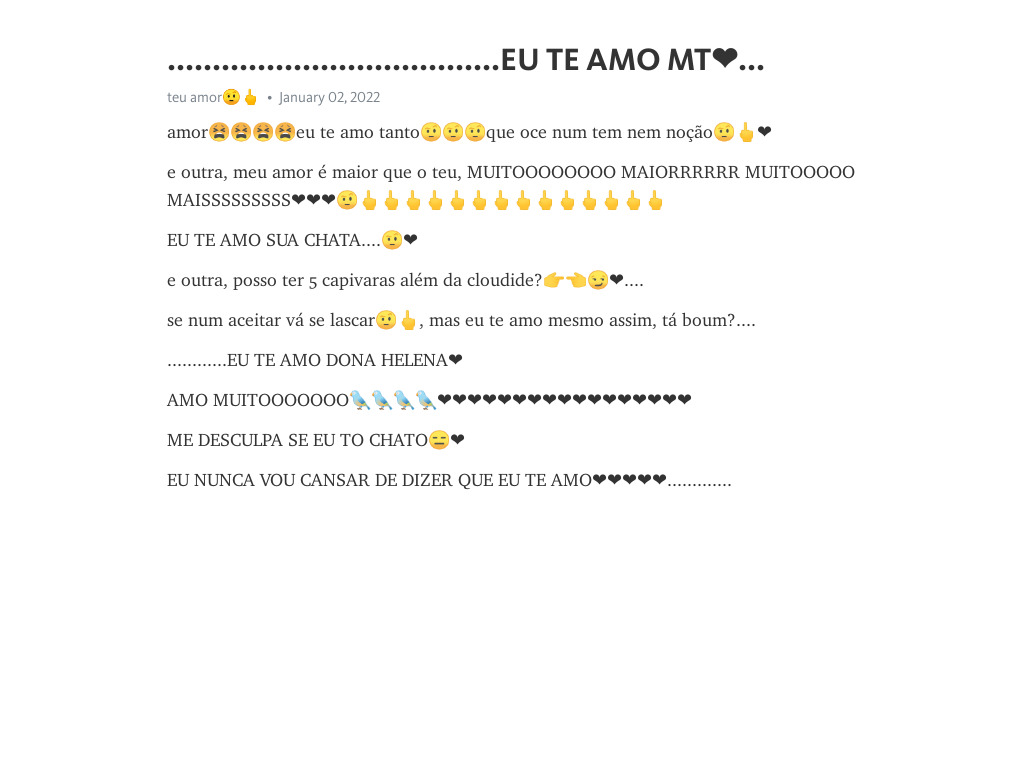 .....................................EU TE AMO MT❤...
teu amor🤨🖕 • January 02, 2022
amor😫😫😫😫eu te amo tanto🤨🤨🤨que oce num tem nem noção🤨🖕❤
e outra, meu amor é maior que o teu, MUITOOOOOOOO MAIORRRRRR MUITOOOOO
MAISSSSSSSSS❤❤❤🤨🖕🖕🖕🖕🖕🖕🖕🖕🖕🖕🖕🖕🖕🖕
EU TE AMO SUA CHATA....🤨❤
e outra, posso ter 5 capivaras além da cloudide?👉👈😏❤....
se num aceitar vá se lascar🤨🖕, mas eu te amo mesmo assim, tá boum?....
............EU TE AMO DONA HELENA❤
AMO MUITOOOOOOO🐦🐦🐦🐦❤❤❤❤❤❤❤❤❤❤❤❤❤❤❤❤❤
ME DESCULPA SE EU TO CHATO😑❤
EU NUNCA VOU CANSAR DE DIZER QUE EU TE AMO❤❤❤❤❤.............